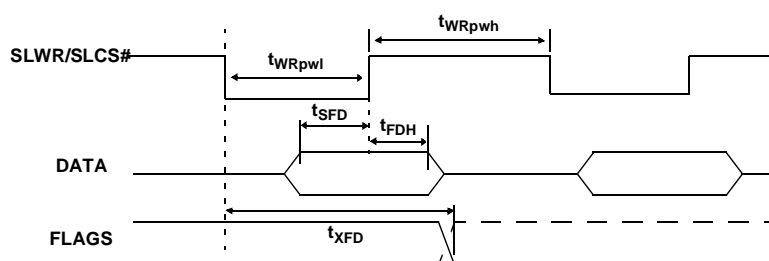 tWRpwh
SLWR/SLCS#
tWRpwl
tSFD
tFDH
DATA
tXFD
FLAGS